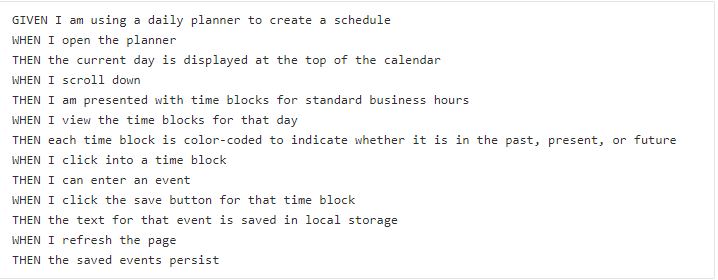 GIVEN I am using a daily planner to create a schedule
WHEN I open the planner
THEN the current day is displayed at the top of the calendar
WHEN I scroll down
THEN I am presented with time blocks for standard business hours
WHEN I view the time blocks for that day
THEN each time block is color-coded to indicate whether it is in the past, present, or future
WHEN I click into a time block
THEN I can enter an event
WHEN I click the save button for that time block
THEN the text for that event is saved in local storage
WHEN I refresh the page
THEN the saved events persist